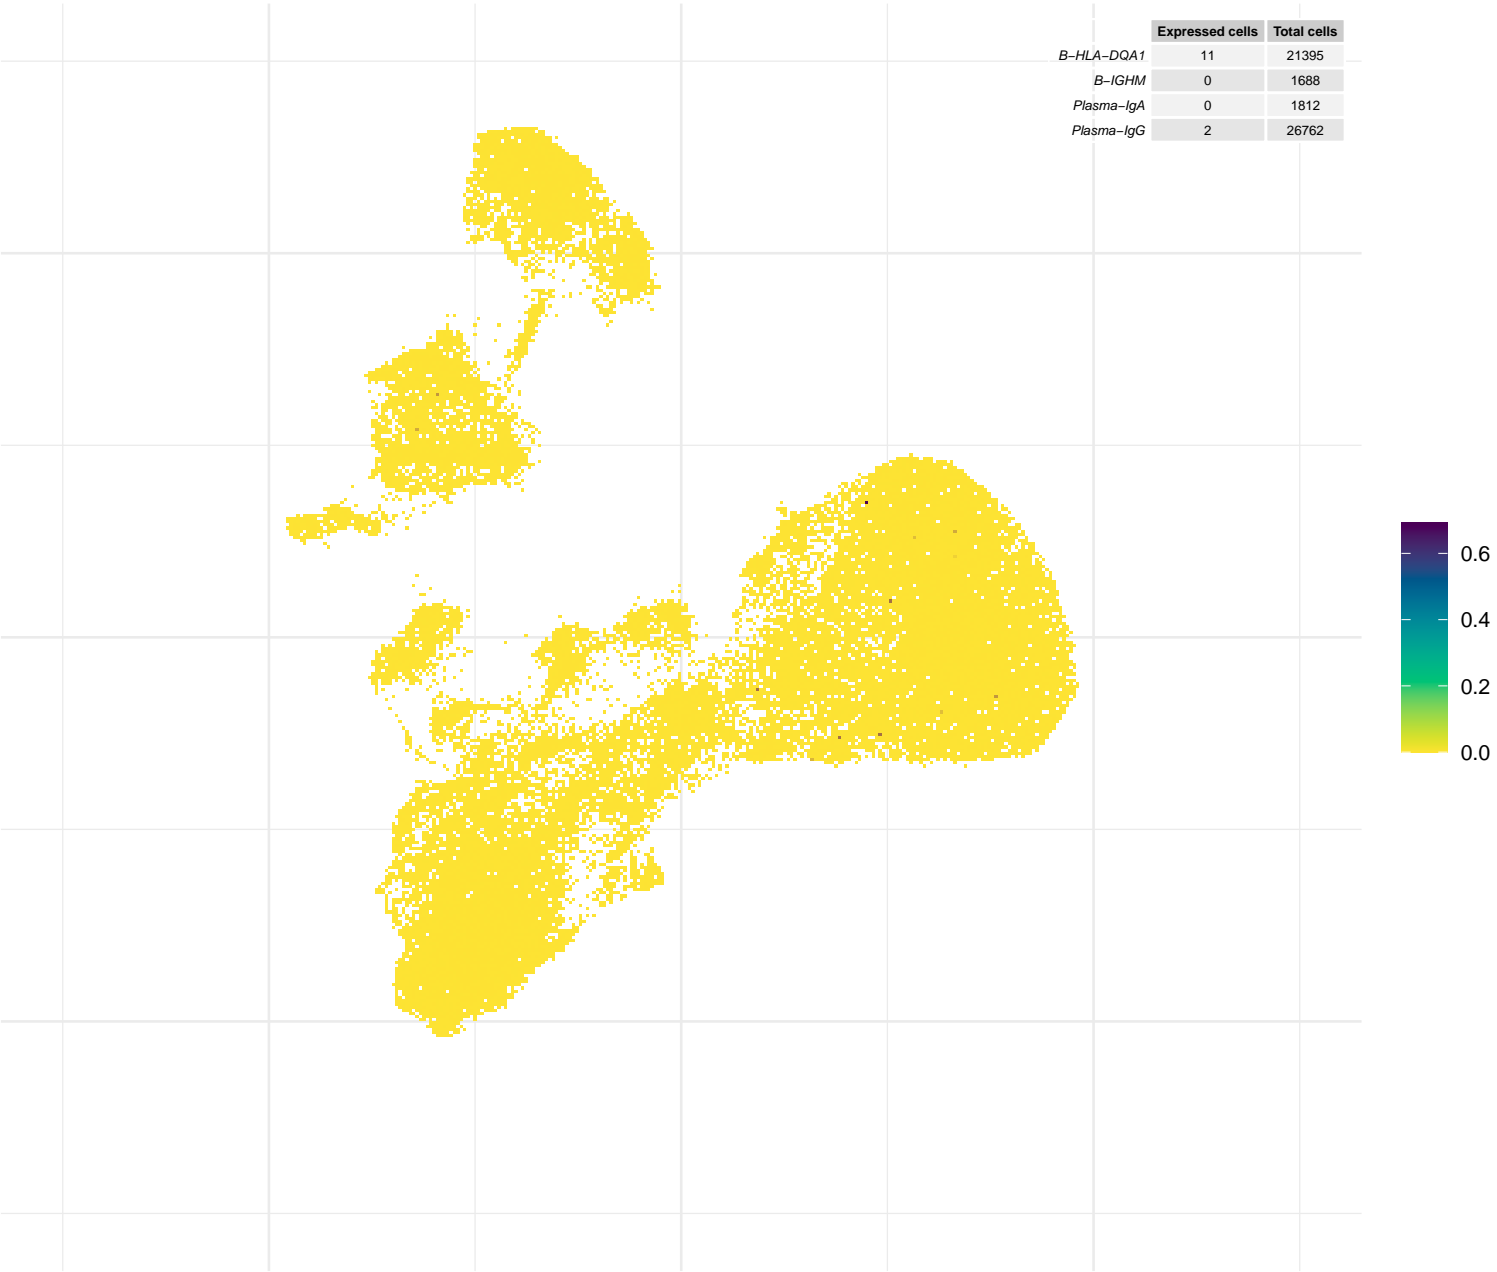 Expressed cells Total cells
B−HLA−DQA1 11 21395
B−IGHM 0 1688
Plasma−IgA 0 1812
Plasma−IgG 2 26762
0.6
0.4
0.2
0.0